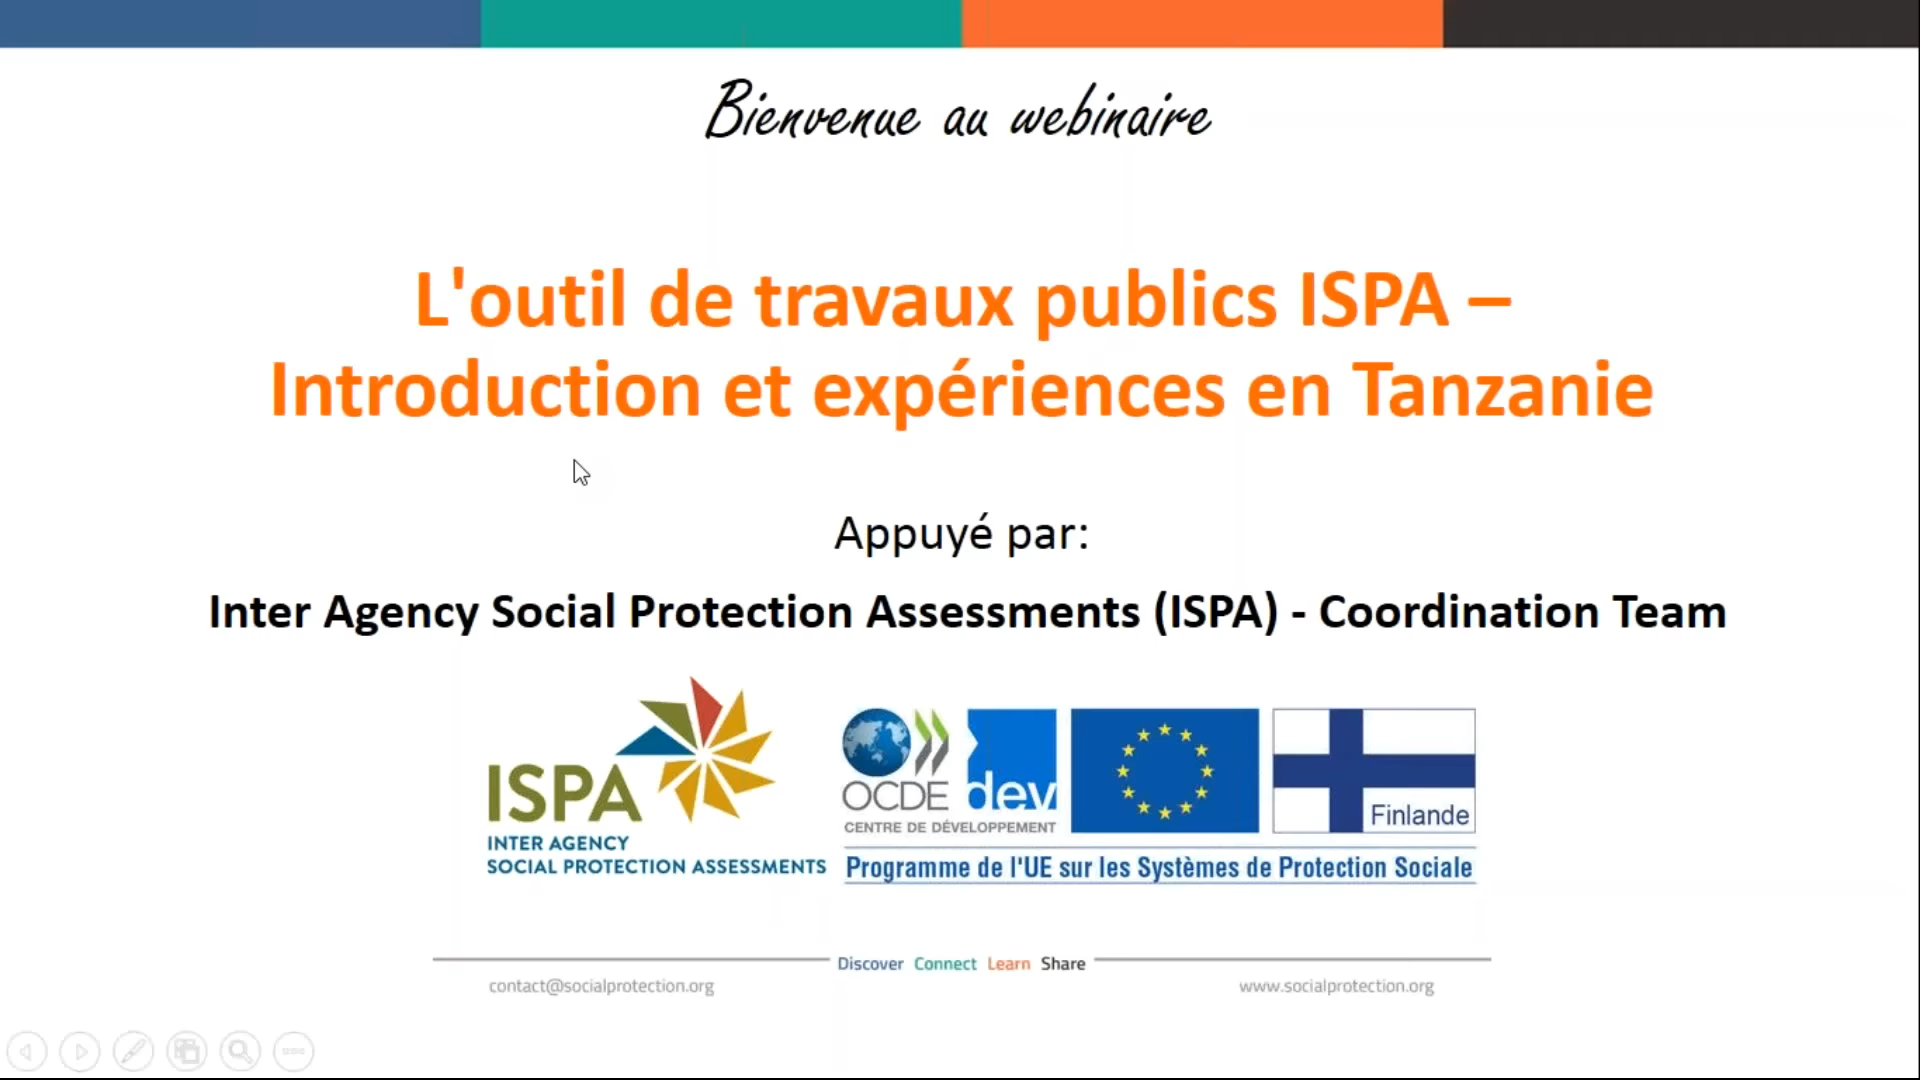 Bienvenue au webinaire
L'outil de travaux publics ISPA –
Introduction et expériences en Tanzanie
Appuyé par:
Inter Agency Social Protection Assessments (ISPA) - Coordination Team
ISPA
INTER AGENCY
SOCIAL PROTECTION ASSESSMENTS
OCDE dev
CENTRE DE DÉVELOPPEMENT
Finlande
Programme de l'UE sur les Systèmes de Protection Sociale
Discover Connect Learn Share
contact@socialprotection.org
www.socialprotection.org